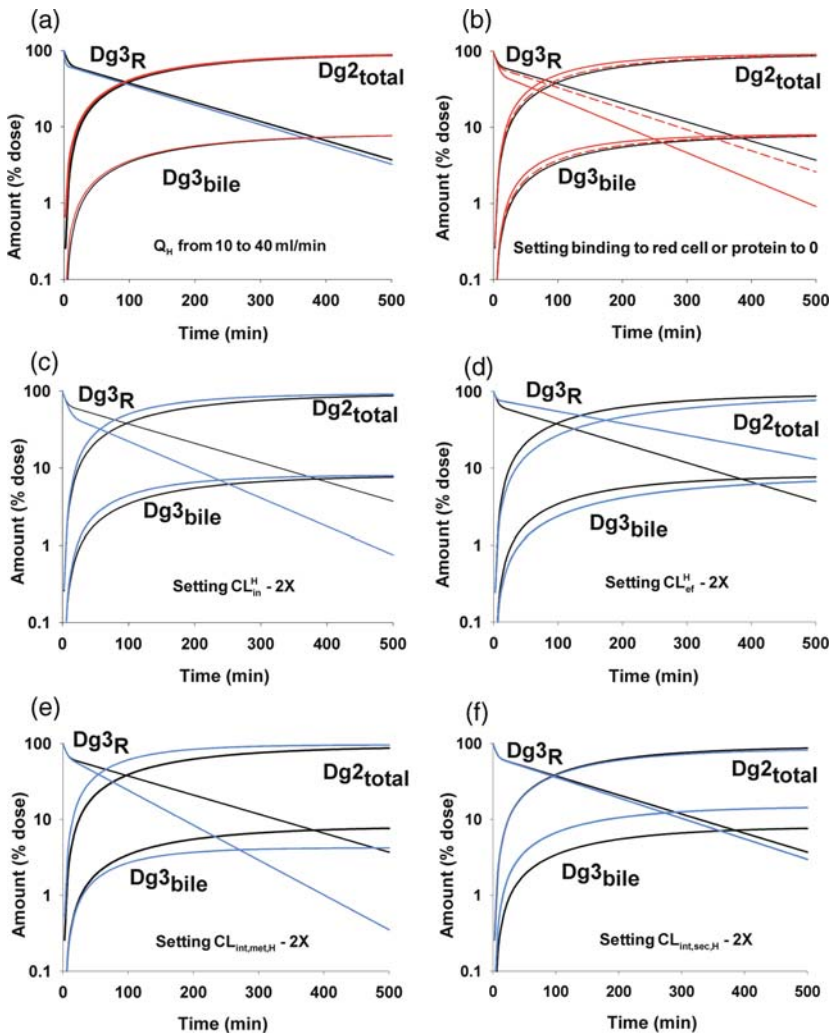 (a)
Amount (% dose)
100
10
1
0.1
Dg3R
Dg2total
Dg3bile
QH from 10 to 40 ml/min
0 100 200 300 400 500
Time (min)
(b)
Amount (% dose)
100
10
1
0.1
Dg3R
Dg2total
Dg3bile
Setting binding to red cell or protein to 0
0 100 200 300 400 500
Time (min)
(c)
Amount (% dose)
100
10
1
0.1
Dg3R
Dg2total
Dg3bile
Setting CL^H_in - 2X
0 100 200 300 400 500
Time (min)
(d)
Amount (% dose)
100
10
1
0.1
Dg3R
Dg2total
Dg3bile
Setting CL^H_ef - 2X
0 100 200 300 400 500
Time (min)
(e)
Amount (% dose)
100
10
1
0.1
Dg3R
Dg2total
Dg3bile
Setting CLint,met,H - 2X
0 100 200 300 400 500
Time (min)
(f)
Amount (% dose)
100
10
1
0.1
Dg3R
Dg2total
Dg3bile
Setting CLint,sec,H - 2X
0 100 200 300 400 500
Time (min)